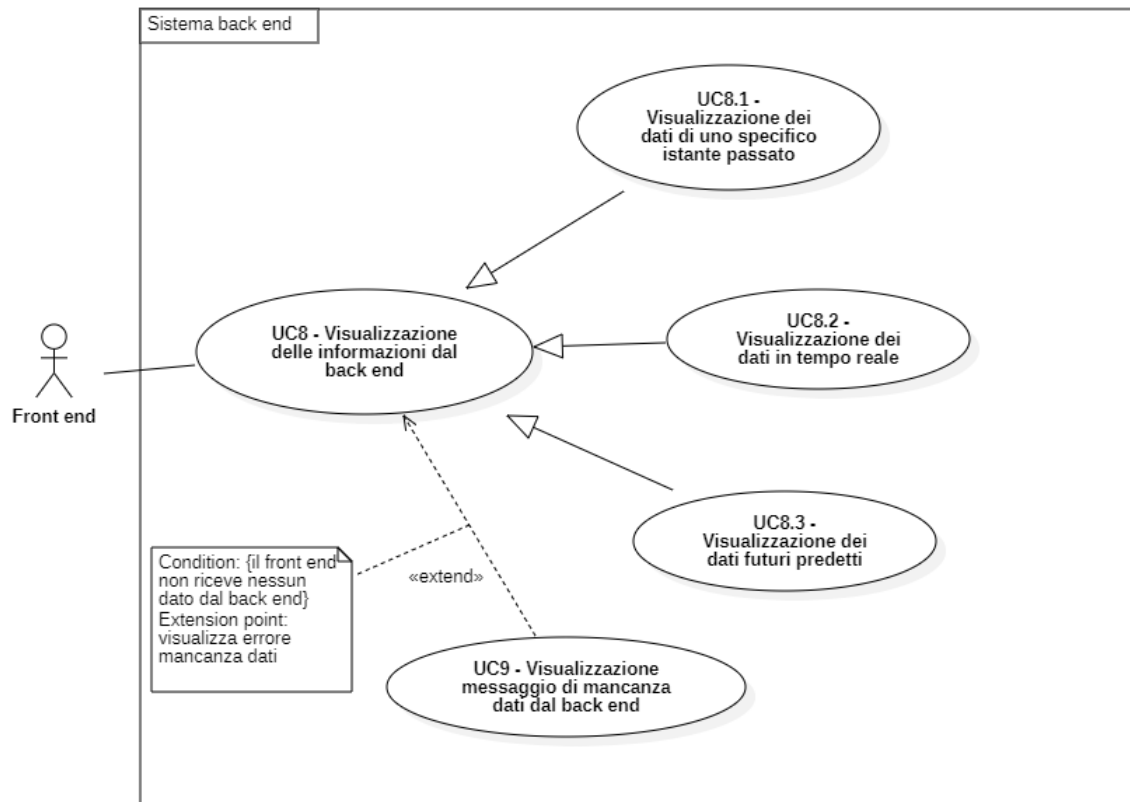 Sistema back end
UC8.1 -
Visualizzazione dei
dati di uno specifico
istante passato
UC8 - Visualizzazione
delle informazioni dal
back end
UC8.2 -
Visualizzazione dei
dati in tempo reale
Front end
UC8.3 -
Visualizzazione dei
dati futuri predetti
Condition: {il front end
non riceve nessun
dato dal back end}
Extension point:
visualizza errore
mancanza dati
«extend»
UC9 - Visualizzazione
messaggio di mancanza
dati dal back end